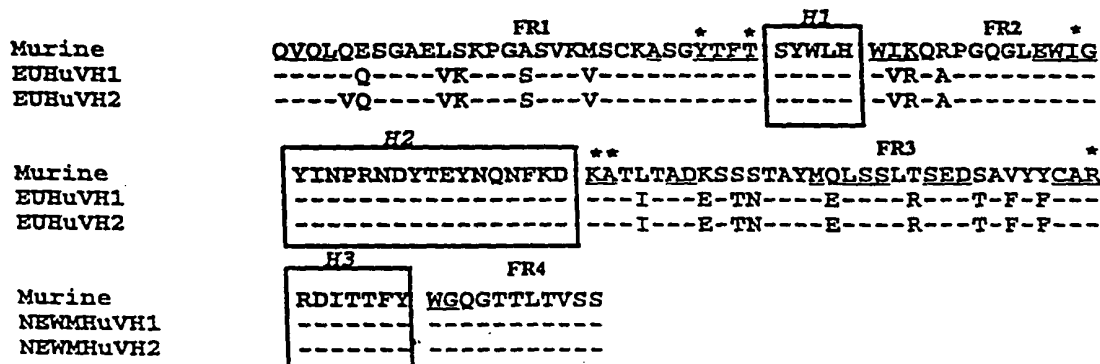 FR1 * * H1 FR2 *
Murine QVQLQESGAELSKPGASVKMSCKASGYTFT SYWLH WIKQRPGQGLEWIG
EUHuVH1 -----Q----VK---S---V---------- ----- -VR-A---------
EUHuVH2 ----VQ----VK---S---V---------- ----- -VR-A---------
H2 ** FR3 *
Murine YINPRNDYTEYNQNFKD KATLTADKSSSTAYMQLSSLTSEDSAVYYCAR
EUHuVH1 ----------------- ---I---E-TN----E----R---T-F-F---
EUHuVH2 ----------------- ---I---E-TN----E----R---T-F-F---
H3 FR4
Murine RDITTFY WGQGTTLTVSS
NEWMHuVH1 ------- -----------
NEWMHuVH2 ------- -----------